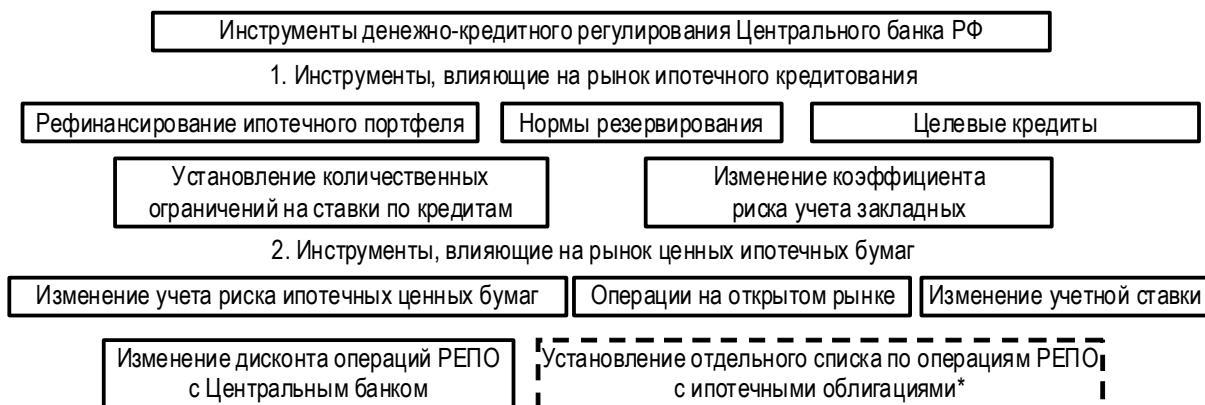 Инструменты денежно-кредитного регулирования Центрального банка РФ
1. Инструменты, влияющие на рынок ипотечного кредитования
Рефинансирование ипотечного портфеля
Нормы резервирования
Целевые кредиты
Установление количественных
ограничений на ставки по кредитам
Изменение коэффициента
риска учета закладных
2. Инструменты, влияющие на рынок ценных ипотечных бумаг
Изменение учета риска ипотечных ценных бумаг
Операции на открытом рынке
Изменение учетной ставки
Изменение дисконта операций РЕПО
с Центральным банком
Установление отдельного списка по операциям РЕПО
с ипотечными облигациями*